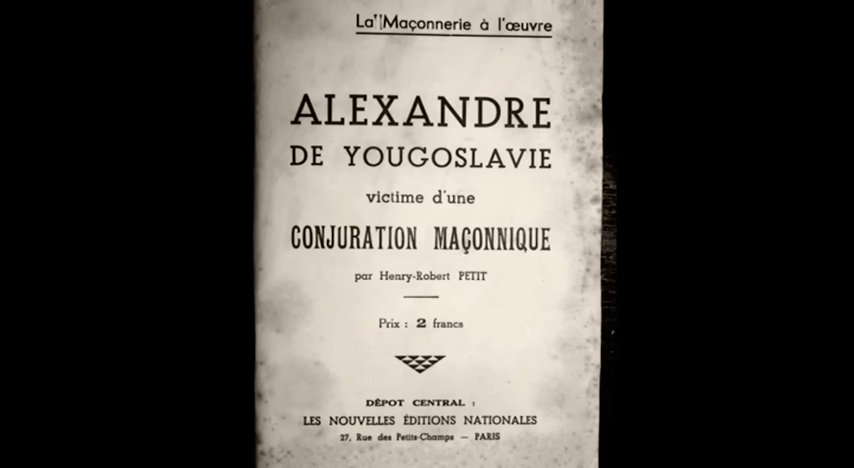 La Maçonnerie à l'œuvre
ALEXANDRE
DE YOUGOSLAVIE
victime d'une
CONJURATION MAÇONNIQUE
par Henry-Robert PETIT
Prix : 2 francs
DÉPOT CENTRAL :
LES NOUVELLES ÉDITIONS NATIONALES
27, Rue des Petits-Champs — PARIS